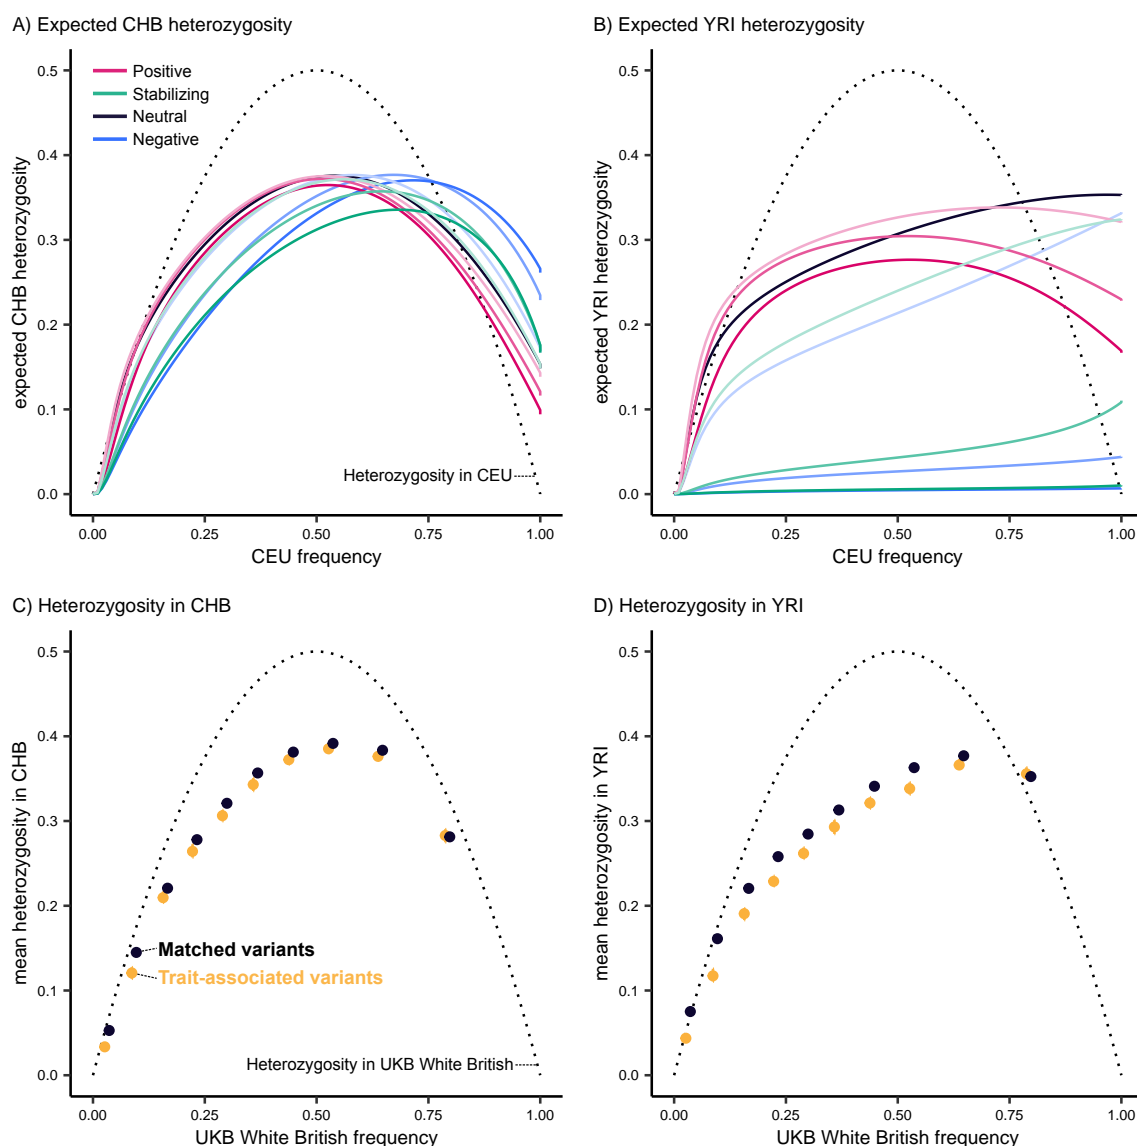 A) Expected CHB heterozygosity
B) Expected YRI heterozygosity
Positive
Stabilizing
Neutral
Negative
expected CHB heterozygosity
0.5
0.4
0.3
0.2
0.1
0.0
Heterozygosity in CEU
0.00 0.25 0.50 0.75 1.00
CEU frequency
expected YRI heterozygosity
0.5
0.4
0.3
0.2
0.1
0.0
0.00 0.25 0.50 0.75 1.00
CEU frequency
C) Heterozygosity in CHB
D) Heterozygosity in YRI
mean heterozygosity in CHB
0.5
0.4
0.3
0.2
0.1
0.0
Matched variants
Trait-associated variants
Heterozygosity in UKB White British
0.00 0.25 0.50 0.75 1.00
UKB White British frequency
mean heterozygosity in YRI
0.5
0.4
0.3
0.2
0.1
0.0
0.00 0.25 0.50 0.75 1.00
UKB White British frequency